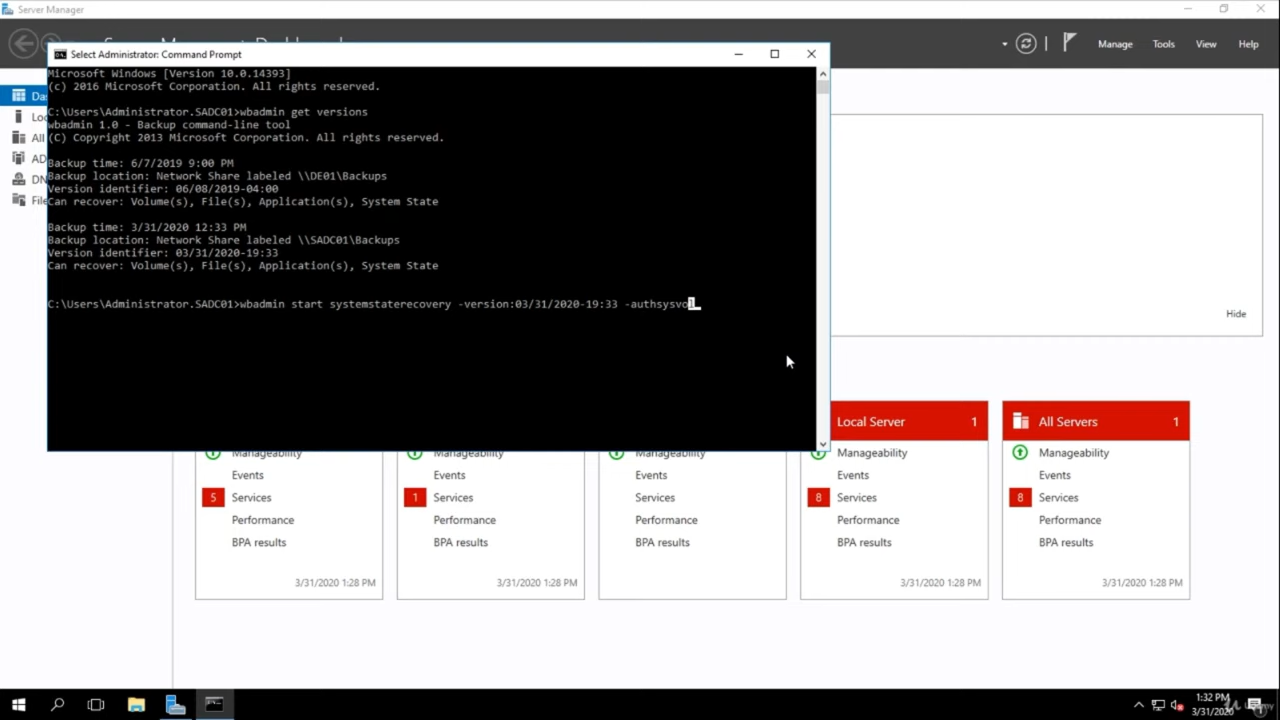 Server Manager
Manage Tools View Help
Select Administrator: Command Prompt
Microsoft Windows [Version 10.0.14393]
(c) 2016 Microsoft Corporation. All rights reserved.
C:\Users\Administrator.SADC01>wbadmin get versions
wbadmin 1.0 - Backup command-line tool
(C) Copyright 2013 Microsoft Corporation. All rights reserved.
Backup time: 6/7/2019 9:00 PM
Backup location: Network Share labeled \\DE01\Backups
Version identifier: 06/08/2019-04:00
Can recover: Volume(s), File(s), Application(s), System State
Backup time: 3/31/2020 12:33 PM
Backup location: Network Share labeled \\SADC01\Backups
Version identifier: 03/31/2020-19:33
Can recover: Volume(s), File(s), Application(s), System State
C:\Users\Administrator.SADC01>wbadmin start systemstaterecovery -version:03/31/2020-19:33 -authsysvol
Da
Lo
All
AD
DN
File
Hide
Manageability
Events
5 Services
Performance
BPA results
3/31/2020 1:28 PM
Manageability
Events
1 Services
Performance
BPA results
3/31/2020 1:28 PM
Manageability
Events
Services
Performance
BPA results
Local Server 1
Manageability
Events
8 Services
Performance
BPA results
3/31/2020 1:28 PM
All Servers 1
Manageability
Events
8 Services
Performance
BPA results
3/31/2020 1:28 PM
1:32 PM
3/31/2020